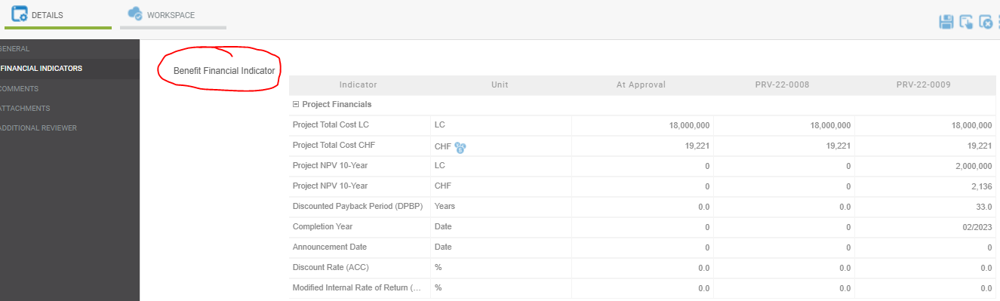 DETAILS WORKSPACE
GENERAL
FINANCIAL INDICATORS
COMMENTS
ATTACHMENTS
ADDITIONAL REVIEWER
Benefit Financial Indicator
Indicator Unit At Approval PRV-22-0008 PRV-22-0009
Project Financials
Project Total Cost LC LC 18,000,000 18,000,000 18,000,000
Project Total Cost CHF CHF 19,221 19,221 19,221
Project NPV 10-Year LC 0 0 2,000,000
Project NPV 10-Year CHF 0 0 2,136
Discounted Payback Period (DPBP) Years 0.0 0.0 33.0
Completion Year Date 0 0 02/2023
Announcement Date Date 0 0 0
Discount Rate (ACC) % 0.0 0.0 0.0
Modified Internal Rate of Return (... % 0.0 0.0 0.0